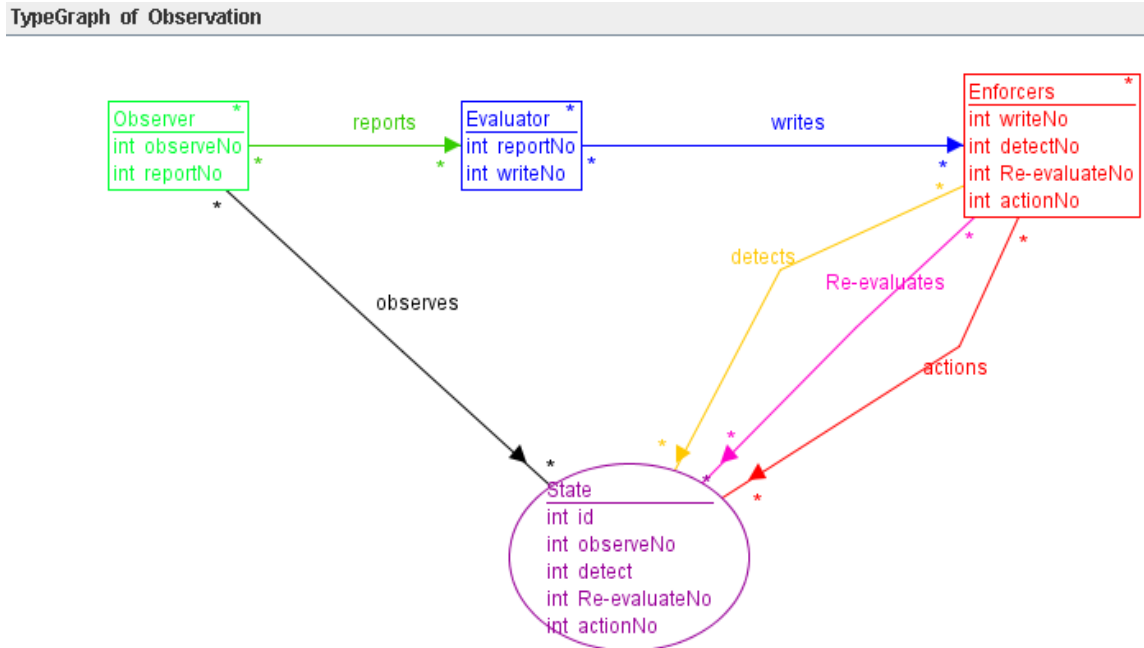 TypeGraph of Observation
Observer *
int observeNo
int reportNo
reports
* *
Evaluator *
int reportNo
int writeNo
writes
* *
Enforcers *
int writeNo
int detectNo
int Re-evaluateNo
int actionNo
*
observes
*
*
detects
*
*
Re-evaluates
*
*
actions
*
State *
int id
int observeNo
int detect
int Re-evaluateNo
int actionNo